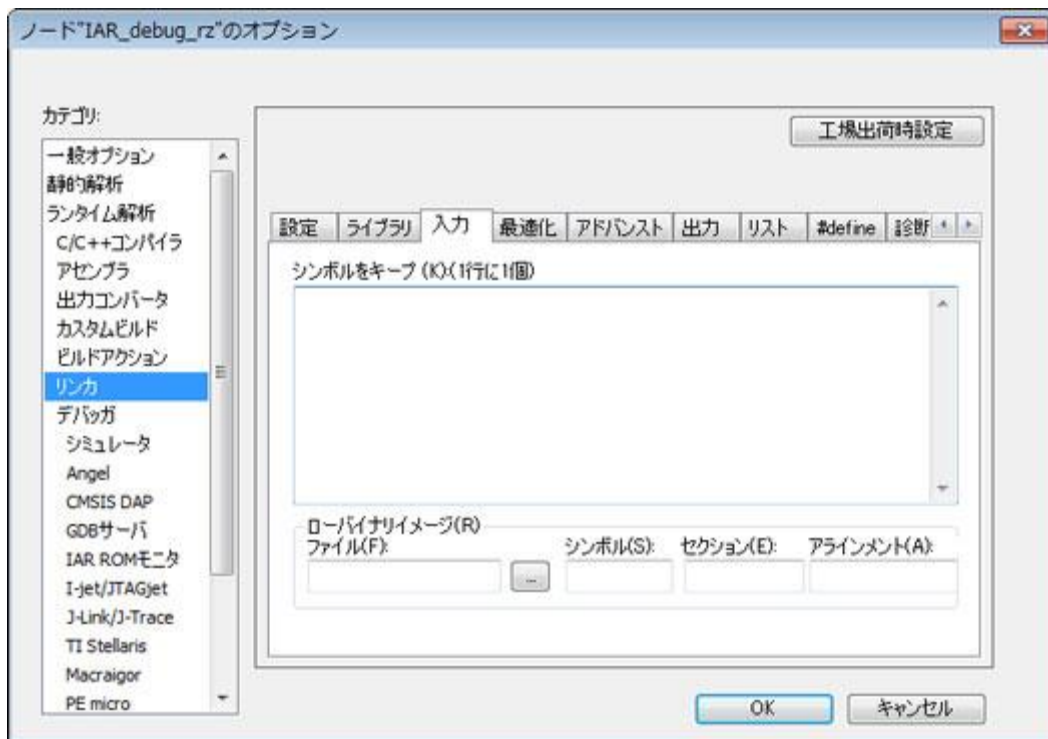 ノード"IAR_debug_rz"のオプション
カテゴリ:
一般オプション
静的解析
ランタイム解析
C/C++コンパイラ
アセンブラ
出力コンバータ
カスタムビルド
ビルドアクション
リンカ
デバッガ
シミュレータ
Angel
CMSIS DAP
GDBサーバ
IAR ROMモニタ
I-jet/JTAGjet
J-Link/J-Trace
TI Stellaris
Macraigor
PE micro
工場出荷時設定
設定 ライブラリ 入力 最適化 アドバンスト 出力 リスト #define 診断
シンボルをキープ (K)(1行に1個)
ローバイナリイメージ(R)
ファイル(F): シンボル(S): セクション(E): アラインメント(A):
...
OK キャンセル